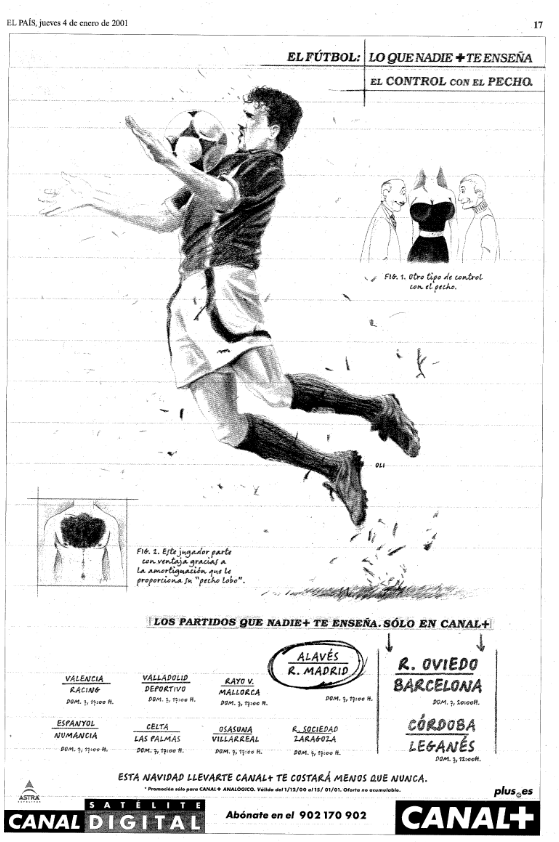 EL PAÍS, jueves 4 de enero de 2001
17
EL FÚTBOL: LO QUE NADIE + TE ENSEÑA
EL CONTROL CON EL PECHO.
FIG. 1. Otro tipo de control
con el pecho.
OLI
FIG. 2. Este jugador parte
con ventaja gracias a
la amortiguación que le
proporciona su "pecho lobo".
LOS PARTIDOS QUE NADIE+ TE ENSEÑA. SÓLO EN CANAL+
VALENCIA
RACING
DOM. 7, 17:00 H.
VALLADOLID
DEPORTIVO
DOM. 7, 17:00 H.
RAYO V.
MALLORCA
DOM. 7, 17:00 H.
ALAVÉS
R. MADRID
DOM. 7, 17:00 H.
R. OVIEDO
BARCELONA
DOM. 7, 20:00H.
ESPANYOL
NUMANCIA
DOM. 7, 17:00 H.
CELTA
LAS PALMAS
DOM. 7, 17:00 H.
OSASUNA
VILLARREAL
DOM. 7, 17:00 H.
R. SOCIEDAD
ZARAGOZA
DOM. 7, 17:00 H.
CÓRDOBA
LEGANÉS
DOM. 7, 12:00H.
ESTA NAVIDAD LLEVARTE CANAL+ TE COSTARÁ MENOS QUE NUNCA.
* Promoción sólo para CANAL+ ANALÓGICO. Válida del 1/12/00 al 15/ 01/01. Oferta no acumulable.
ASTRA
plus.es
SATÉLITE
CANAL DIGITAL
Abónate en el 902 170 902
CANAL+